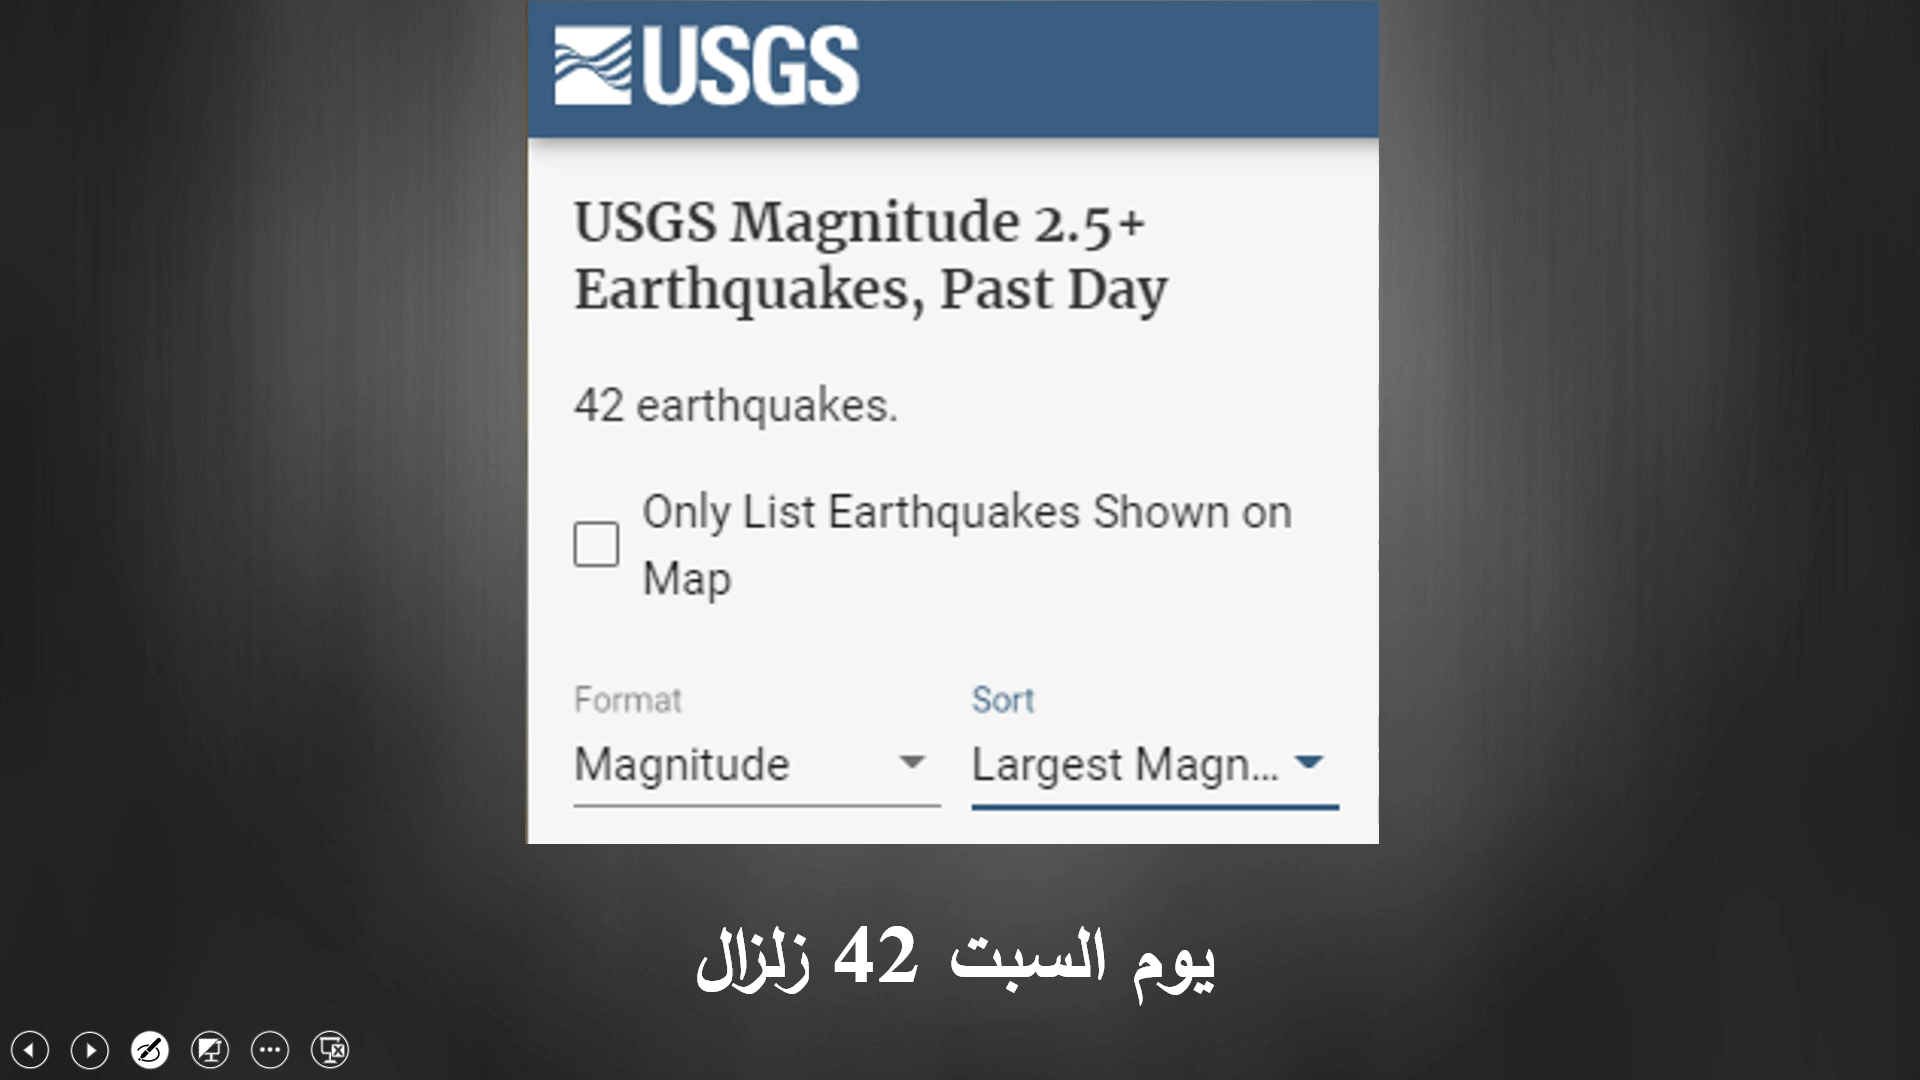 USGS
USGS Magnitude 2.5+
Earthquakes, Past Day
42 earthquakes.
Only List Earthquakes Shown on
Map
Format
Sort
Magnitude
Largest Magn...
يوم السبت 42 زلزال